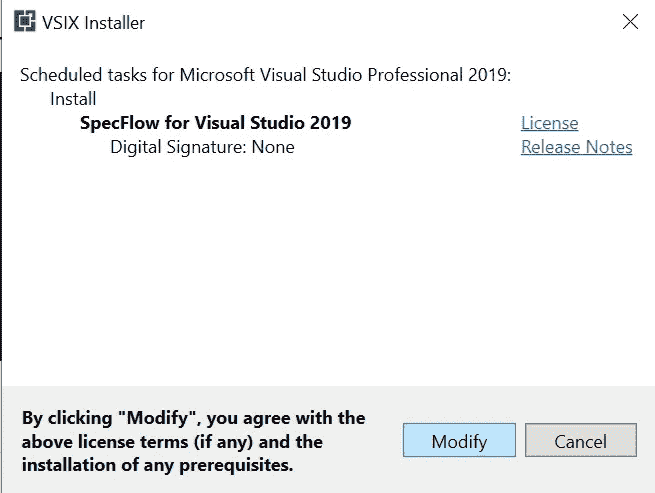 VSIX Installer
Scheduled tasks for Microsoft Visual Studio Professional 2019:
Install
SpecFlow for Visual Studio 2019 License
Digital Signature: None Release Notes
By clicking "Modify", you agree with the
above license terms (if any) and the
installation of any prerequisites.
Modify Cancel